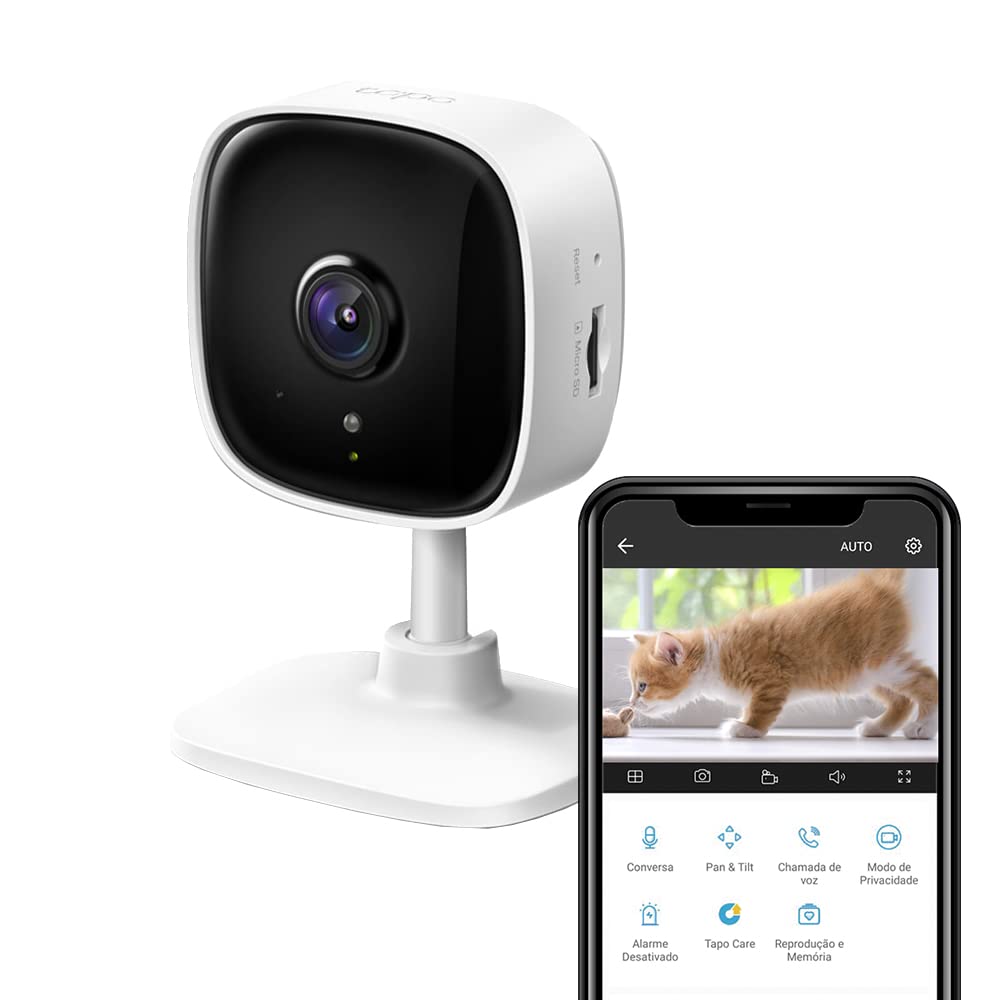 tapo
Reset
Micro SD
AUTO
Conversa
Pan & Tilt
Chamada de
voz
Modo de
Privacidade
Alarme
Desativado
Tapo Care
Reprodução e
Memória